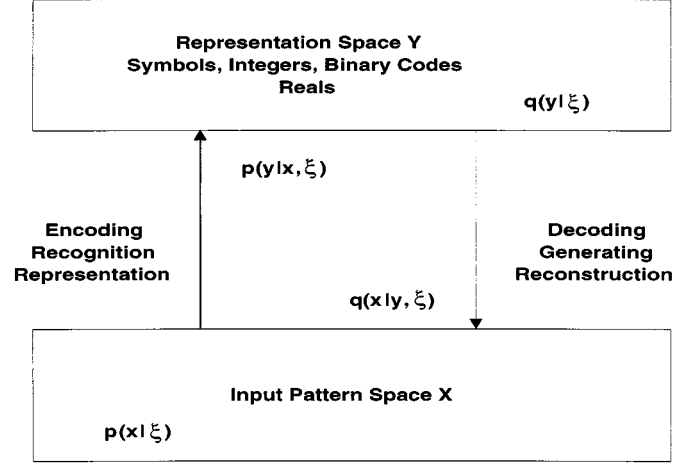 Representation Space Y
Symbols, Integers, Binary Codes
Reals
q(y|ξ)
p(y|x,ξ)
Encoding
Recognition
Representation
Decoding
Generating
Reconstruction
q(x|y,ξ)
Input Pattern Space X
p(x|ξ)